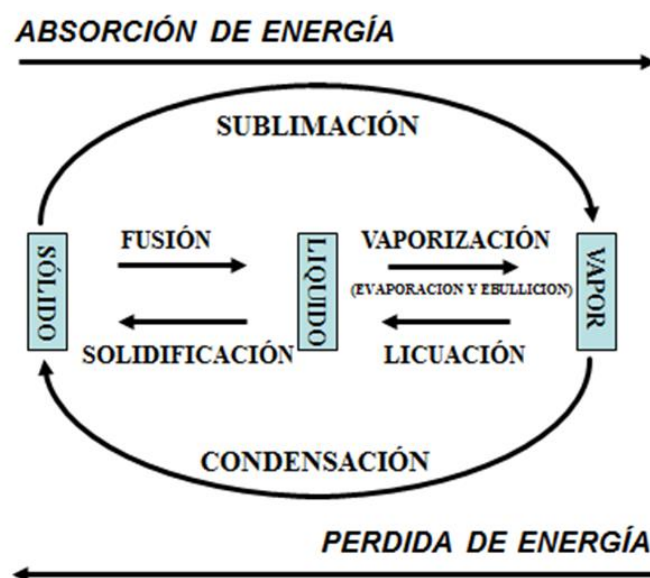 ABSORCIÓN DE ENERGÍA
SUBLIMACIÓN
FUSIÓN
VAPORIZACIÓN
(EVAPORACION Y EBULLICION)
SÓLIDO
LIQUIDO
VAPOR
SOLIDIFICACIÓN
LICUACIÓN
CONDENSACIÓN
PERDIDA DE ENERGÍA